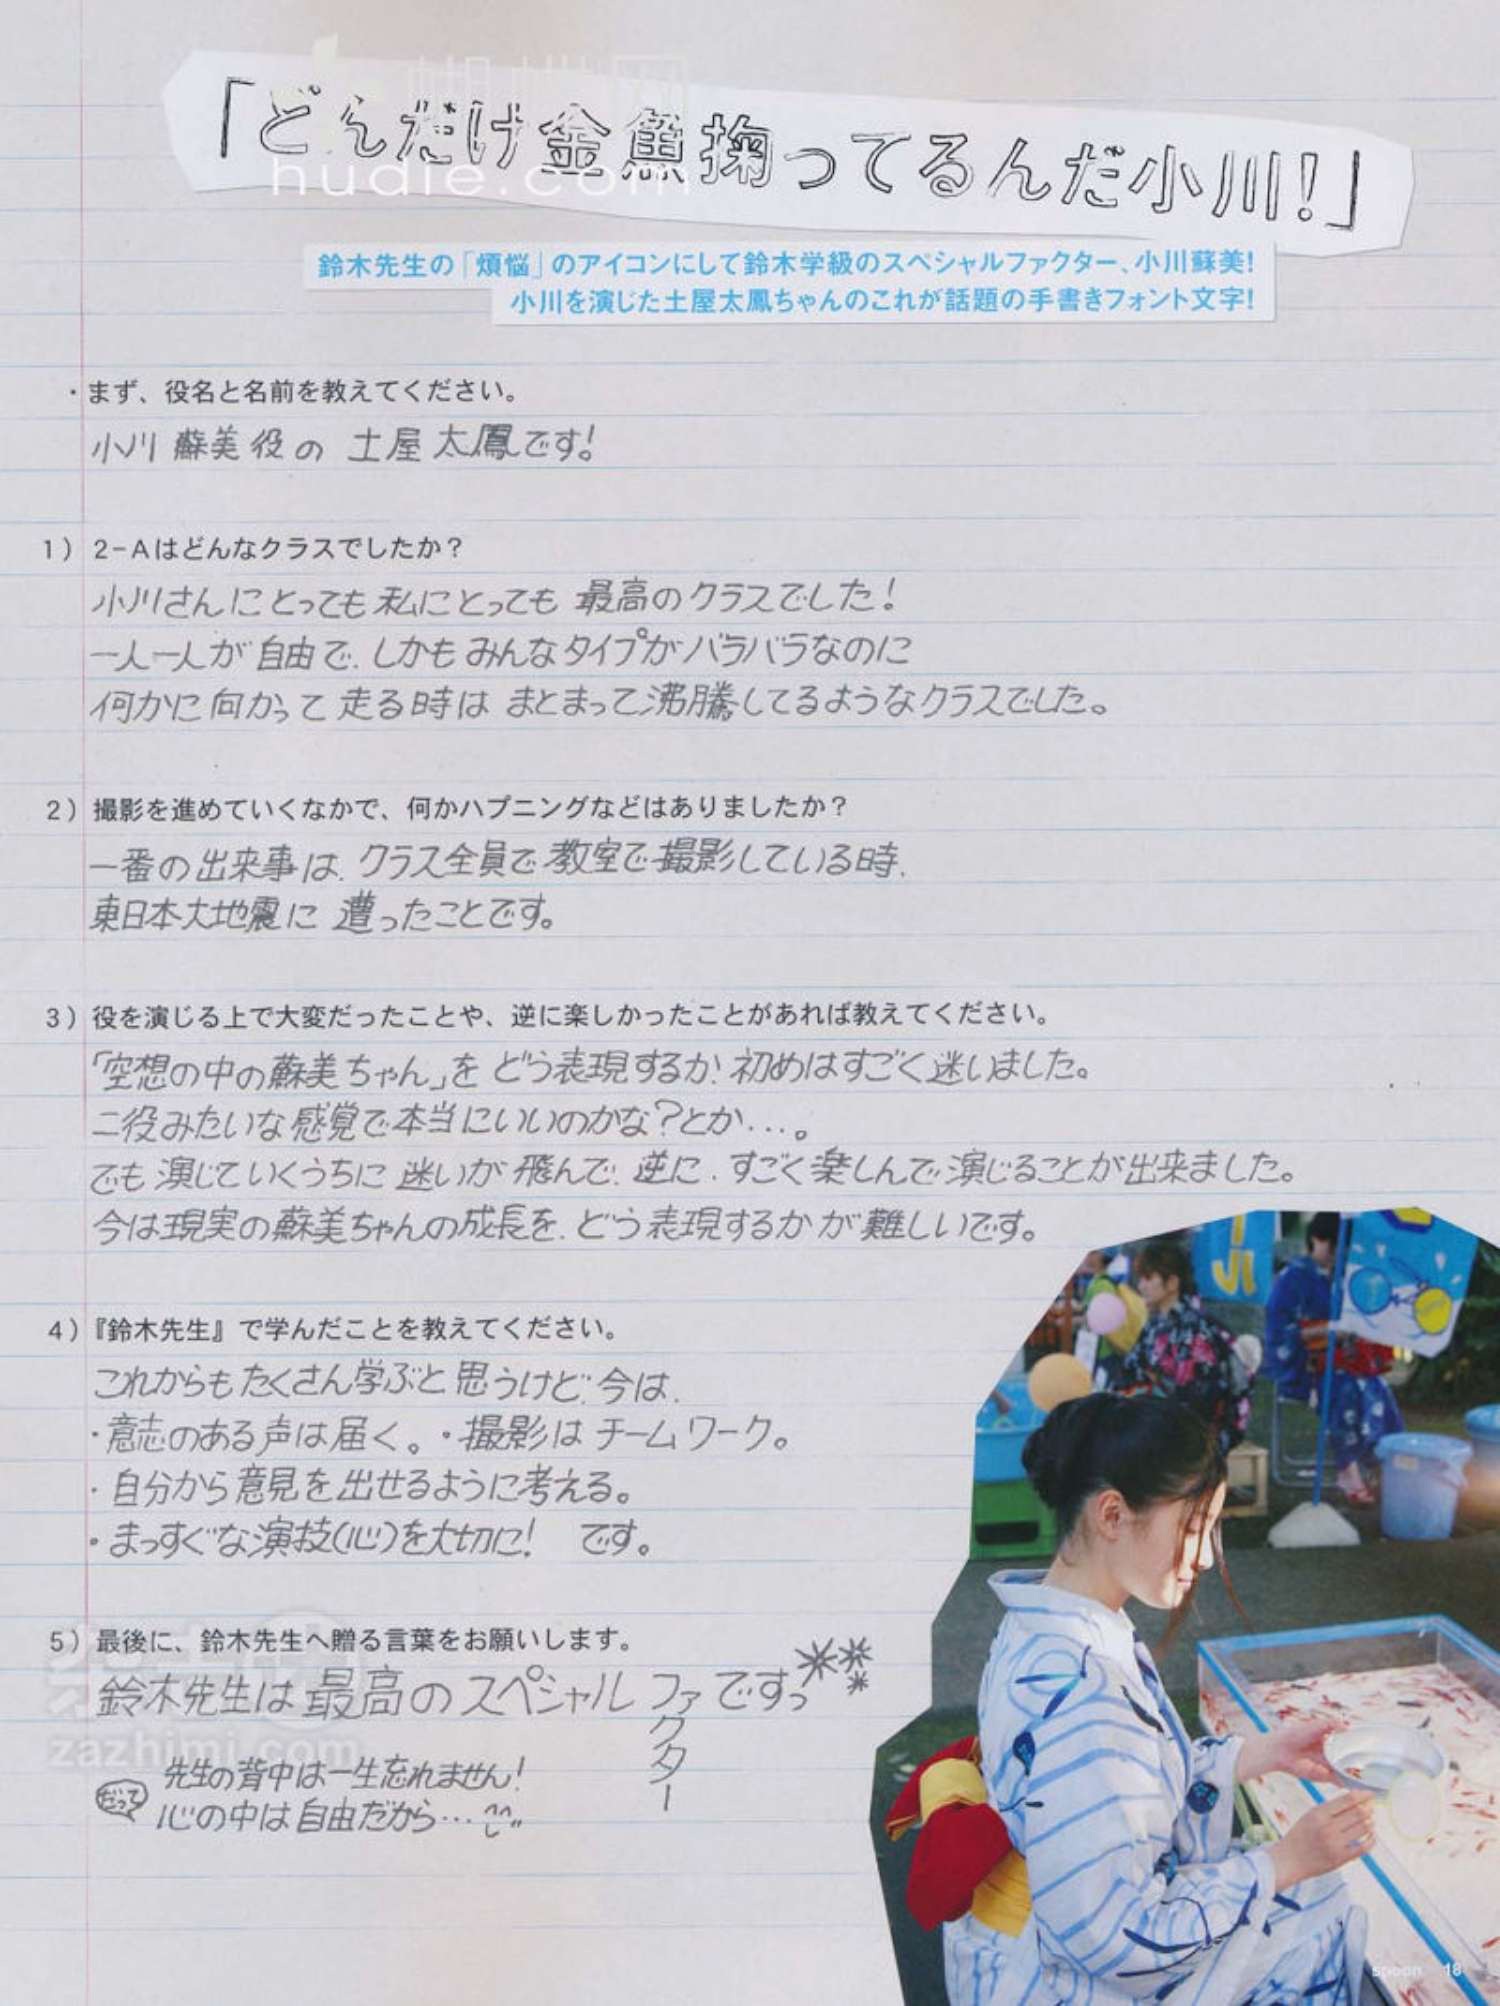 「どんだけ金魚掬ってるんだ小川!」
hudie.com
鈴木先生の「煩悩」のアイコンにして鈴木学級のスペシャルファクター、小川蘇美!
小川を演じた土屋太鳳ちゃんのこれが話題の手書きフォント文字!
・まず、役名と名前を教えてください。
小川 蘇美役の 土屋太鳳です!
1) 2-Aはどんなクラスでしたか?
小川さんにとっても私にとっても 最高のクラスでした!
一人一人が自由で、しかもみんなタイプがバラバラなのに
何かに向かって走る時は まとまって沸騰してるようなクラスでした。
2) 撮影を進めていくなかで、何かハプニングなどはありましたか?
一番の出来事は、クラス全員で教室で撮影している時、
東日本大地震に 遭ったことです。
3) 役を演じる上で大変だったことや、逆に楽しかったことがあれば教えてください。
「空想の中の蘇美ちゃん」を どう表現するか、初めはすごく迷いました。
二役みたいな感覚で本当にいいのかな?とか…。
でも演じていくうちに 迷いが飛んで、逆に、すごく楽しんで演じることが出来ました。
今は現実の蘇美ちゃんの成長を、どう表現するかが難しいです。
4)『鈴木先生』で学んだことを教えてください。
これからもたくさん学ぶと思うけど、今は、
・意志のある声は届く。・撮影はチームワーク。
・自分から意見を出せるように考える。
・まっすぐな演技(心)を大切に! です。
5) 最後に、鈴木先生へ贈る言葉をお願いします。
鈴木先生は最高のスペシャルファクターですっ
zazhimi.com
先生の背中は一生忘れません!
だって 心の中は自由だから…
spoon 18